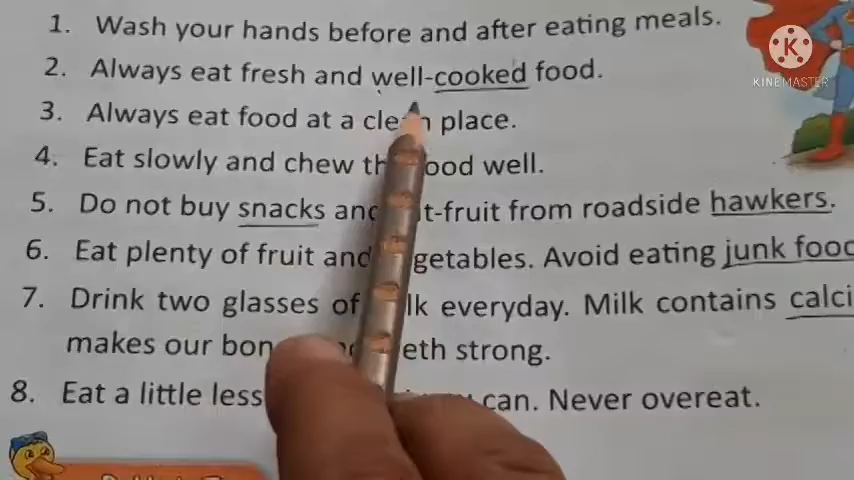 1. Wash your hands before and after eating meals.
2. Always eat fresh and well-cooked food.
3. Always eat food at a clean place.
4. Eat slowly and chew the food well.
5. Do not buy snacks and t-fruit from roadside hawkers.
6. Eat plenty of fruit and getables. Avoid eating junk food
7. Drink two glasses of lk everyday. Milk contains calci
makes our bon eth strong.
8. Eat a little less can. Never overeat.
KINEMASTER